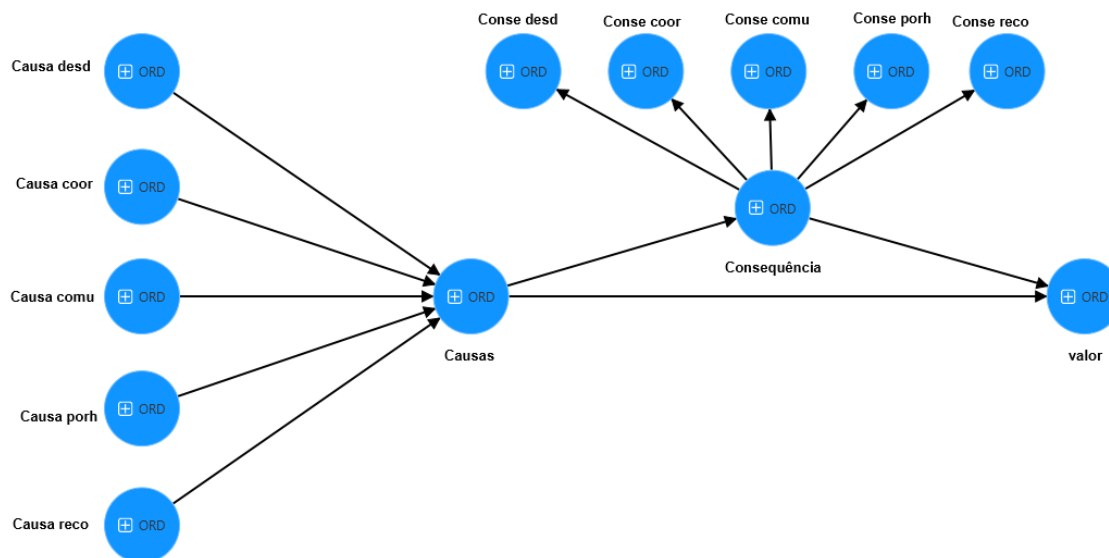 Conse desd
Conse coor
Conse comu
Conse porh
Conse reco
Causa desd
ORD
ORD
ORD
ORD
ORD
ORD
Causa coor
ORD
ORD
Consequência
Causa comu
ORD
ORD
ORD
Causas
valor
Causa porh
ORD
Causa reco
ORD